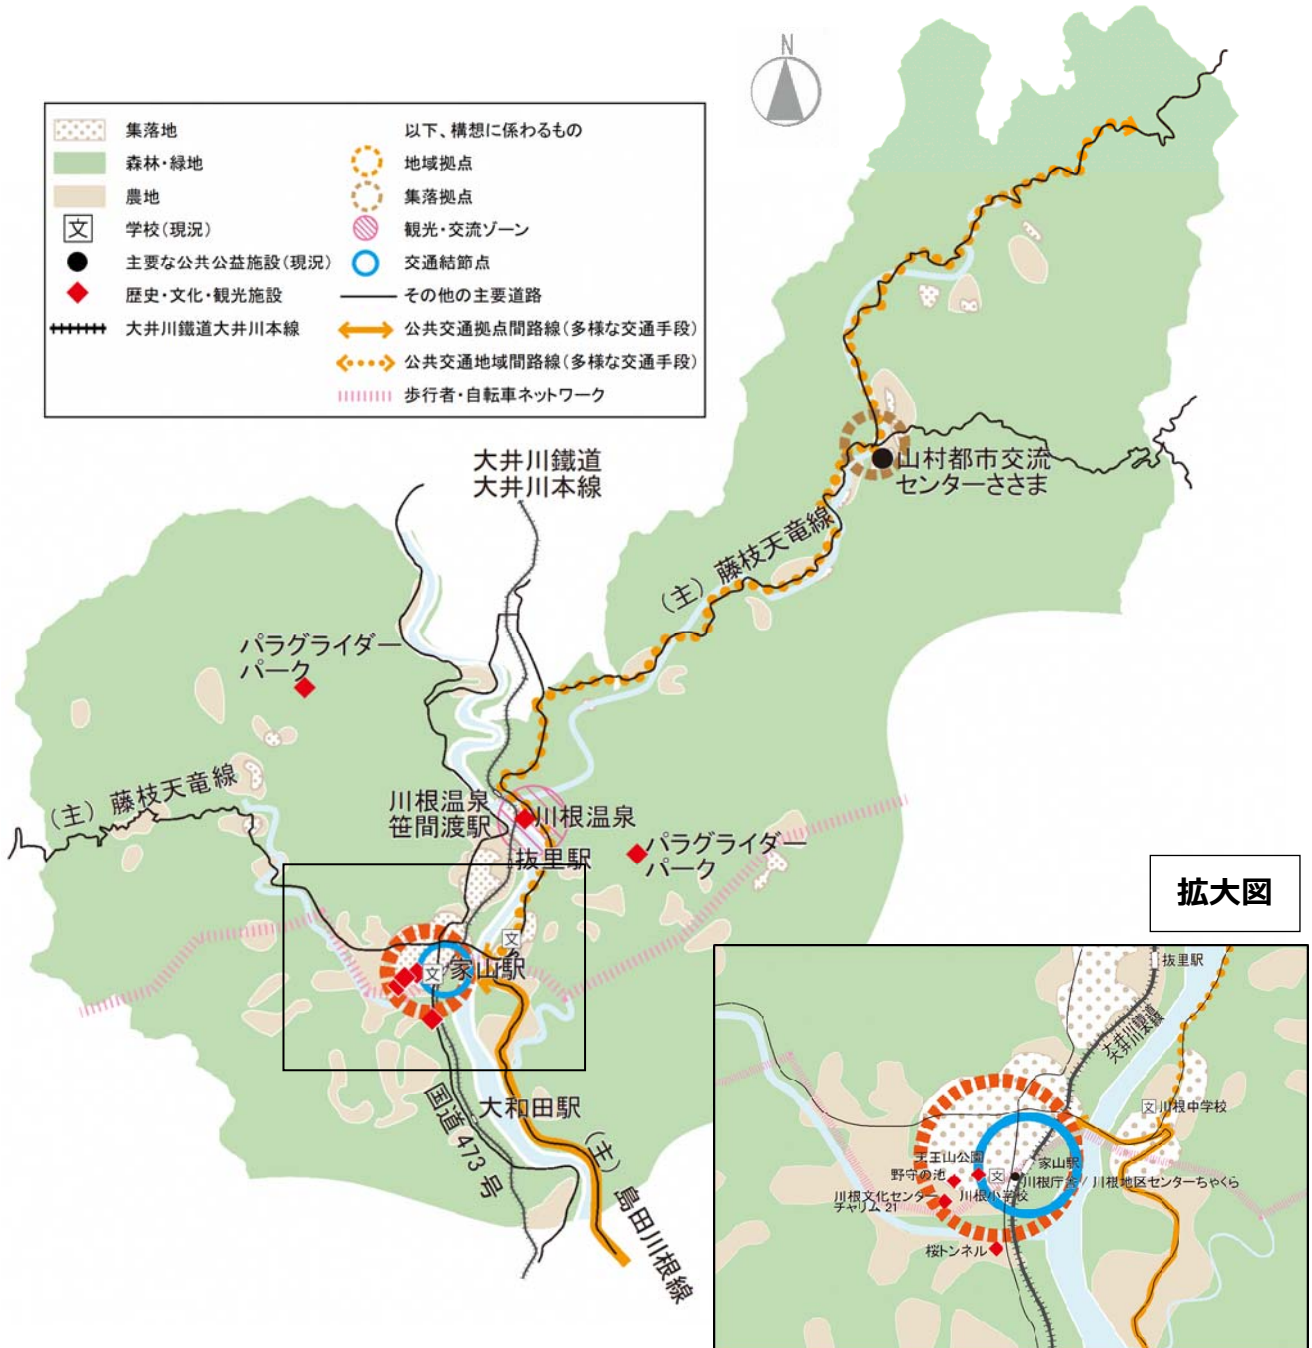 N
集落地
森林・緑地
農地
文
学校(現況)
主要な公共公益施設(現況)
歴史・文化・観光施設
大井川鐵道大井川本線
以下、構想に係わるもの
地域拠点
集落拠点
観光・交流ゾーン
交通結節点
その他の主要道路
公共交通拠点間路線(多様な交通手段)
公共交通地域間路線(多様な交通手段)
歩行者・自転車ネットワーク
大井川鐵道
大井川本線
山村都市交流
センターささま
(主)藤枝天竜線
パラグライダー
パーク
(主)藤枝天竜線
川根温泉
笹間渡駅
川根温泉
抜里駅
パラグライダー
パーク
文
文
家山駅
大和田駅
国道473号
(主)島田川根線
拡大図
抜里駅
大井川鐵道
大井川本線
文
川根中学校
天王山公園
野守の池
家山駅
文
川根庁舎/川根地区センターちゃくら
川根文化センター
チャリム21
川根小学校
桜トンネル